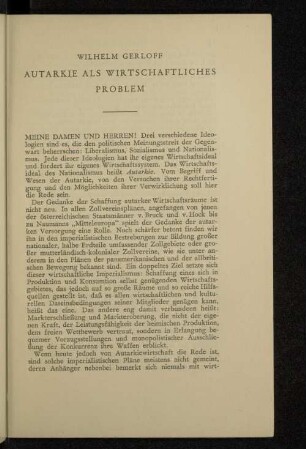 WILHELM GERLOFF
AUTARKIE ALS WIRTSCHAFTLICHES
PROBLEM
MEINE DAMEN UND HERREN! Drei verschiedene Ideo-
logien sind es, die den politischen Meinungsstreit der Gegen-
wart beherrschen: Liberalismus, Sozialismus und Nationalis-
mus. Jede dieser Ideologien hat ihr eigenes Wirtschaftsideal
und fordert ihr eigenes Wirtschaftssystem. Das Wirtschafts-
ideal des Nationalismus heißt Autarkie. Vom Begriff und
Wesen der Autarkie, von den Versuchen ihrer Rechtferti-
gung und den Möglichkeiten ihrer Verwirklichung soll hier
die Rede sein.
Der Gedanke der Schaffung autarker Wirtschaftsräume ist
nicht neu. In allen Zollvereinsplänen, angefangen von jenen
der österreichischen Staatsmänner v. Bruck und v. Hock bis
zu Naumanns „Mitteleuropa“ spielt der Gedanke der autar-
ken Versorgung eine Rolle. Noch schärfer betont finden wir
ihn in den imperialistischen Bestrebungen zur Bildung großer
nationaler, halbe Erdteile umfassender Zollgebiete oder gro-
ßer mutterländisch-kolonialer Zollvereine, wie sie unter an-
derem in den Plänen der panamerikanischen und der allbriti-
schen Bewegung bekannt sind. Ein doppeltes Ziel setzte sich
dieser wirtschaftliche Imperialismus: Schaffung eines sich in
Produktion und Konsumtion selbst genügenden Wirtschafts-
gebietes, das jedoch auf so große Räume und so reiche Hilfs-
quellen gestellt ist, daß es allen wirtschaftlichen und kultu-
rellen Daseinsbedingungen seiner Mitglieder genügen kann,
heißt das eine. Das andere eng damit verbundene heißt:
Markterschließung und Markteroberung, die nicht der eige-
nen Kraft, der Leistungsfähigkeit der heimischen Produktion,
dem freien Wettbewerb vertraut, sondern in Erlangung be-
quemer Vorzugsstellungen und monopolistischer Ausschlie-
ßung der Konkurrenz ihre Waffen erblickt.
Wenn heute jedoch von Autarkiewirtschaft die Rede ist,
sind solche imperialistischen Pläne meistens nicht gemeint,
deren Anhänger nebenbei bemerkt sich niemals mit wirt-